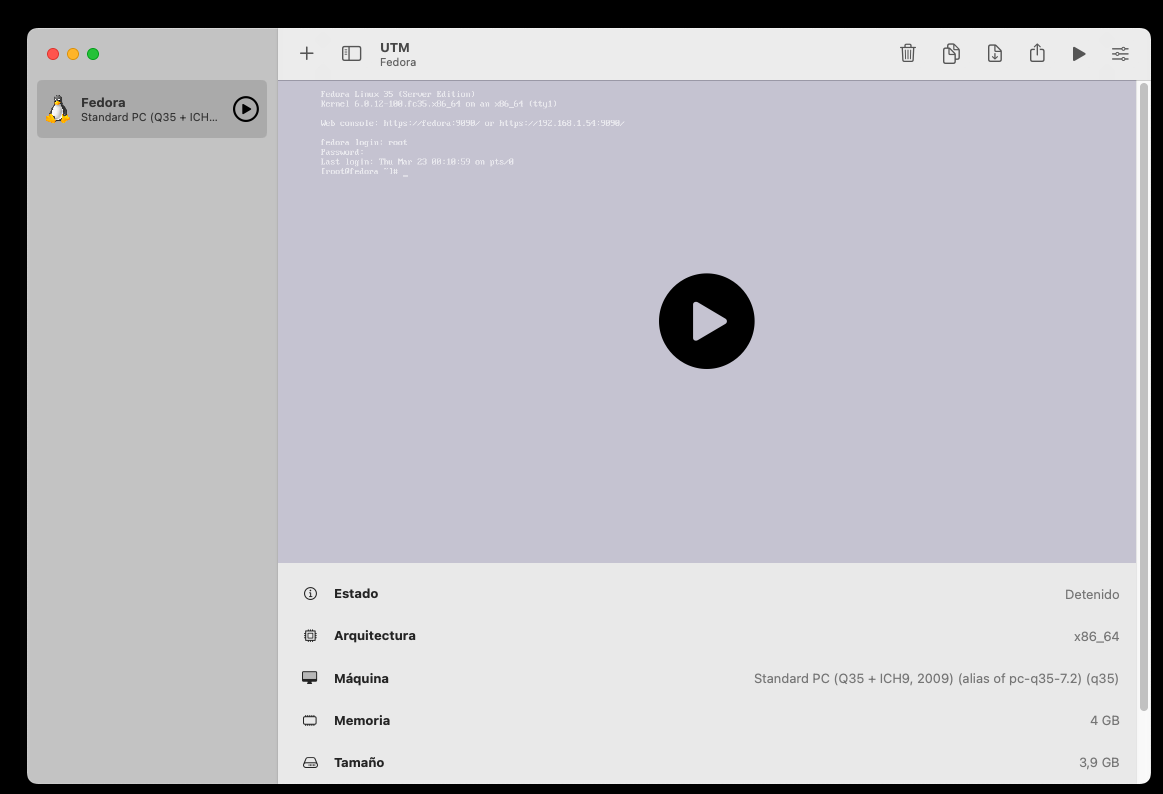 UTM
Fedora
Fedora
Standard PC (Q35 + ICH...
Fedora Linux 35 (Server Edition)
Kernel 6.0.12-100.fc35.x86_64 on an x86_64 (tty1)
Web console: https://fedora:9090/ or https://192.168.1.54:9090/
fedora login: root
Password:
Last login: Thu Mar 23 00:10:59 on pts/0
[root@fedora ~]# _
Estado Detenido
Arquitectura x86_64
Máquina Standard PC (Q35 + ICH9, 2009) (alias of pc-q35-7.2) (q35)
Memoria 4 GB
Tamaño 3,9 GB